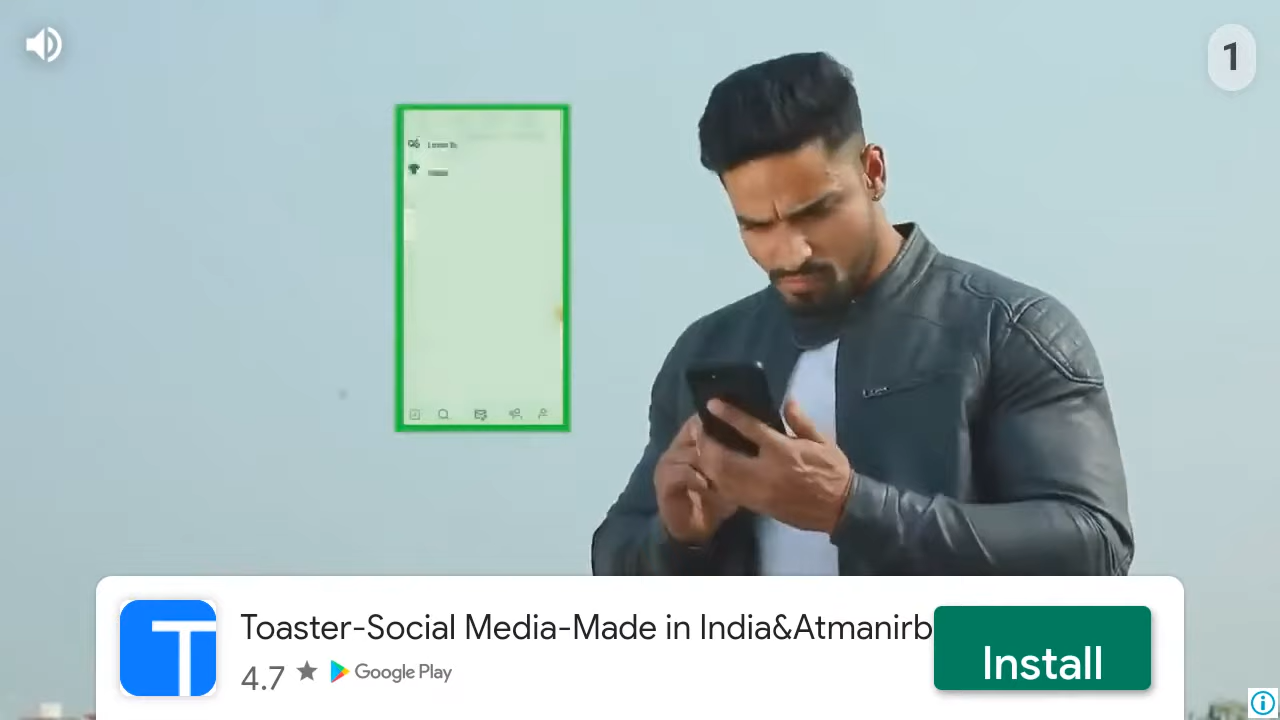 1
Toaster-Social Media-Made in India&Atmanirb
Install
4.7 ★ Google Play
T